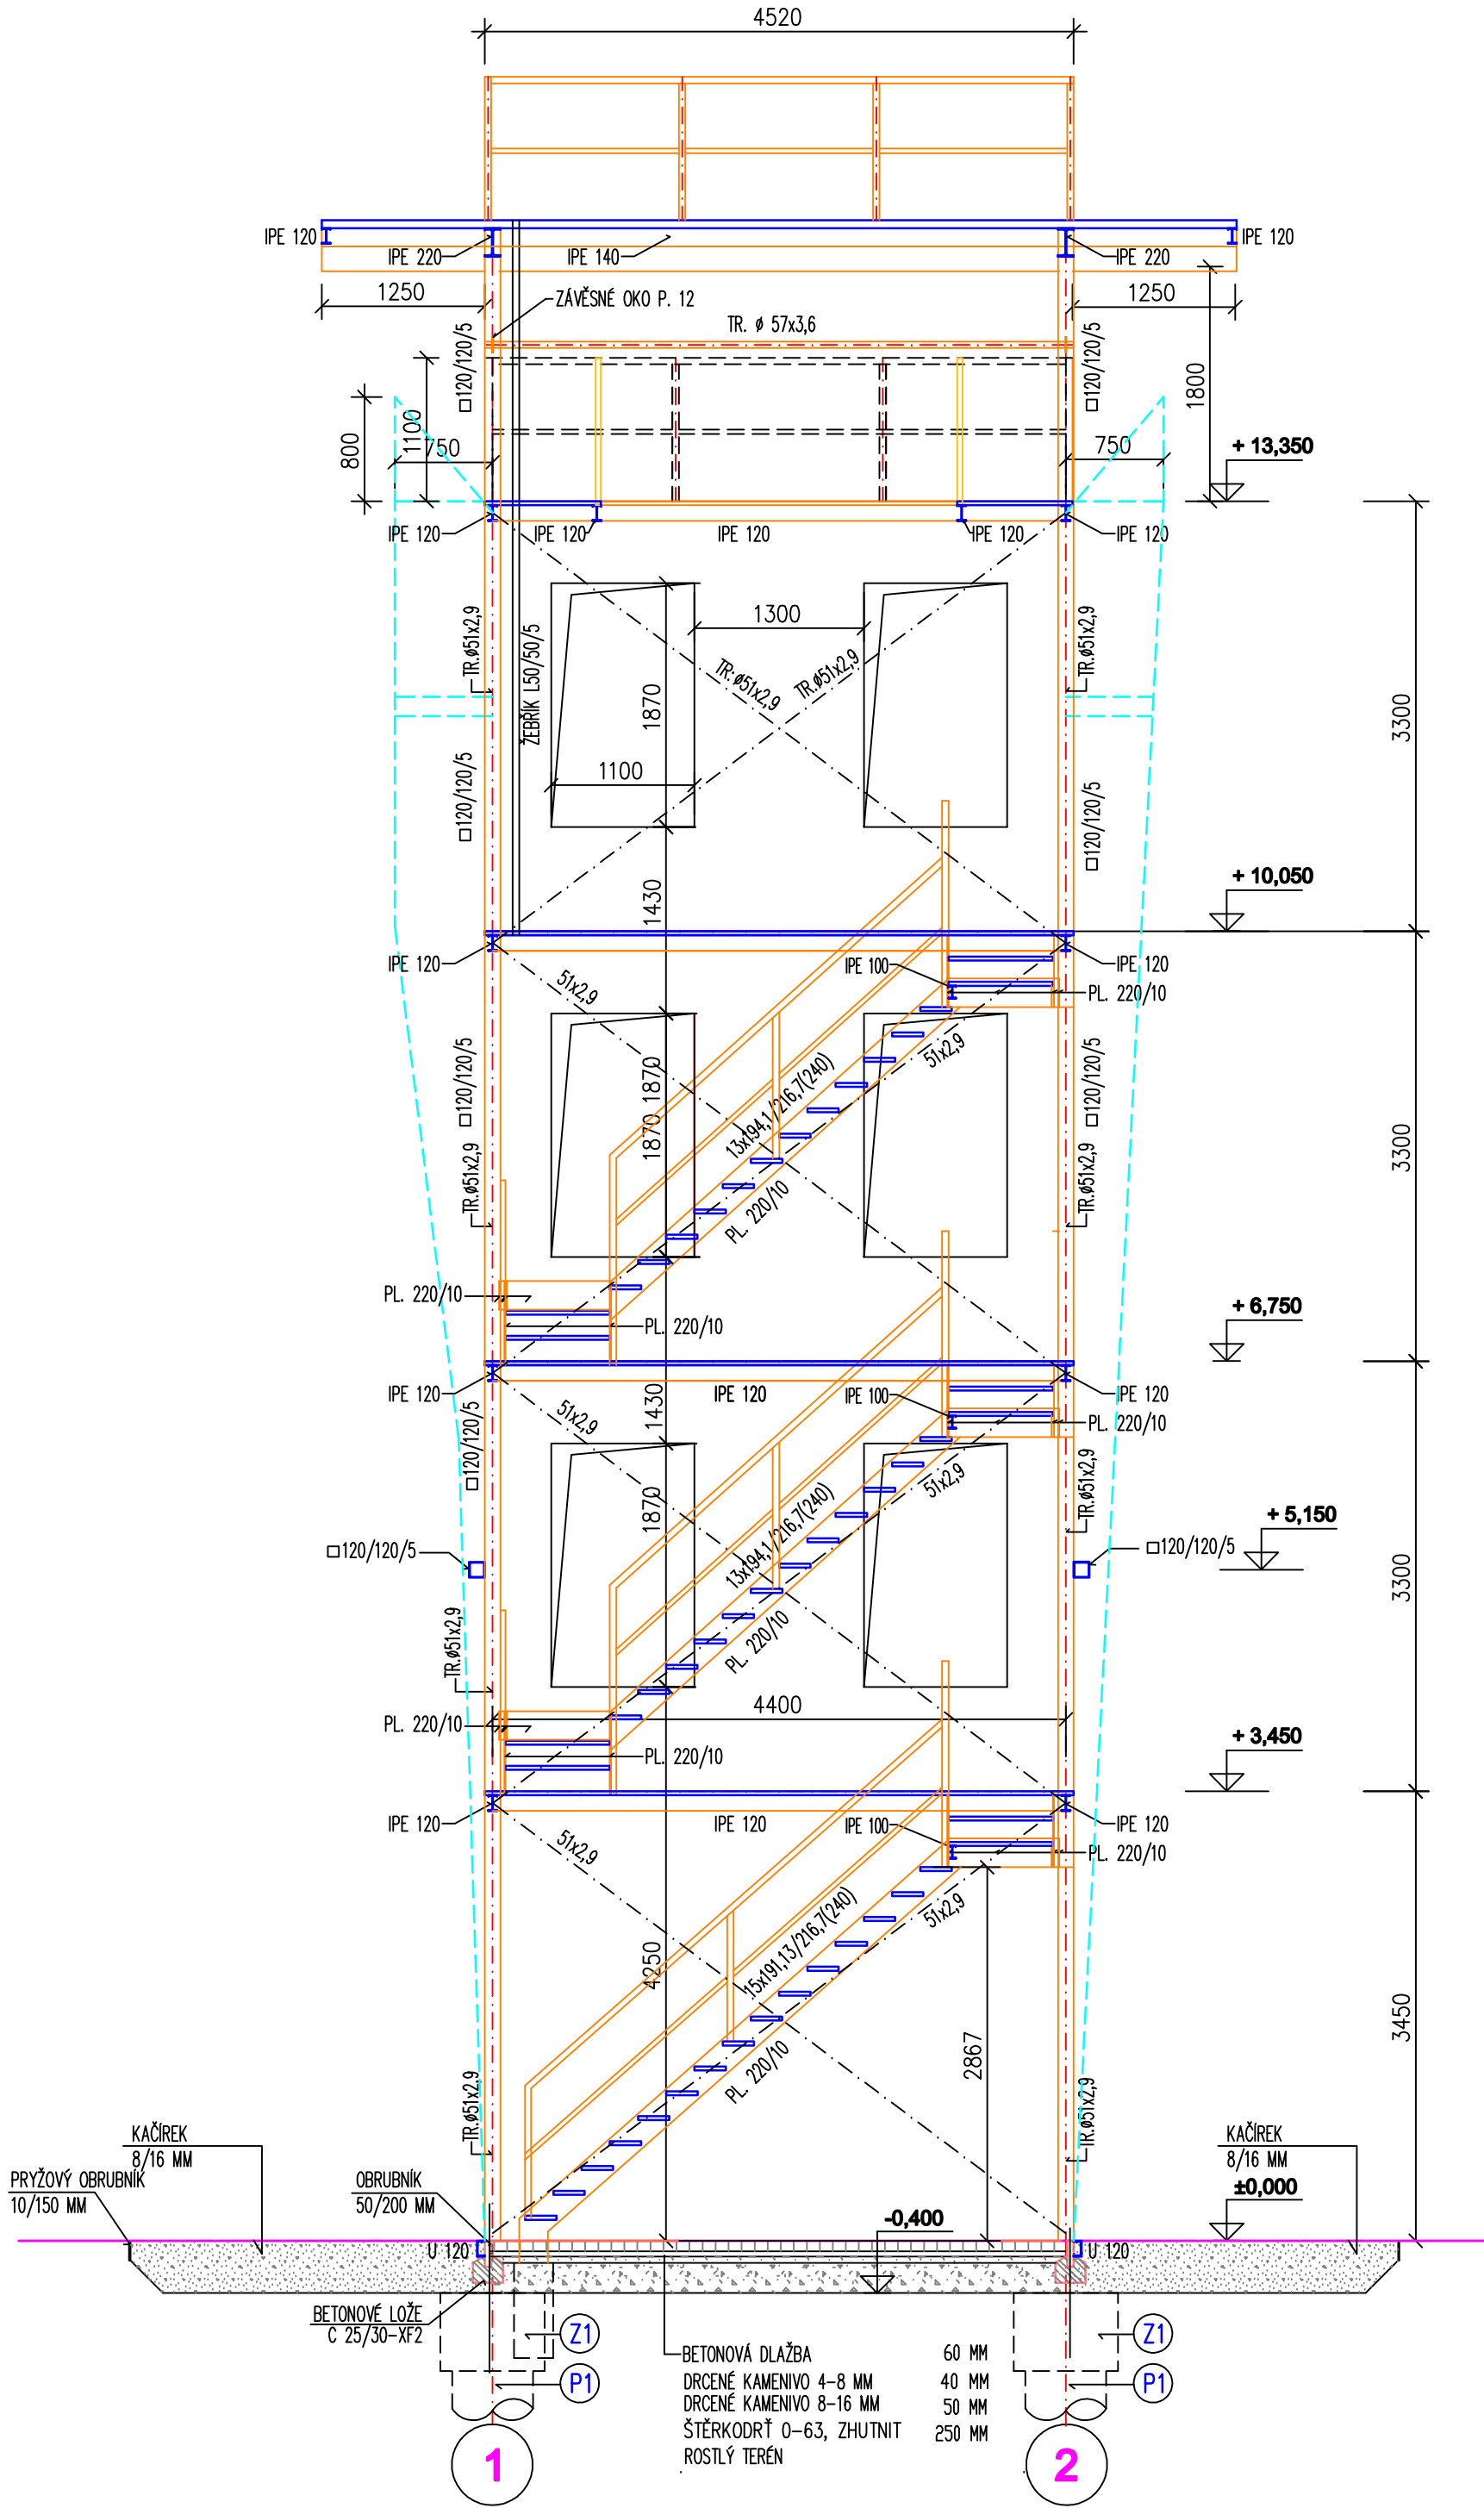 4520
IPE 120
IPE 220
IPE 140
IPE 220
IPE 120
1250
ZÁVĚSNÉ OKO P. 12
1250
TR. ø 57x3,6
□120/120/5
□120/120/5
1800
800
1100
750
750
+ 13,350
IPE 120
IPE 120
IPE 120
IPE 120
IPE 120
TR.ø51x2,9
ŽEBŘÍK L50/50/5
1300
TR.ø51x2,9
TR.ø51x2,9
TR.ø51x2,9
1870
3300
1100
□120/120/5
□120/120/5
1430
+ 10,050
IPE 120
IPE 100
IPE 120
PL. 220/10
51x2,9
51x2,9
□120/120/5
□120/120/5
1870
1870
13x194,1/216,7(240)
3300
TR.ø51x2,9
TR.ø51x2,9
PL. 220/10
PL. 220/10
PL. 220/10
+ 6,750
IPE 120
IPE 120
IPE 100
IPE 120
PL. 220/10
1430
51x2,9
51x2,9
□120/120/5
TR.ø51x2,9
1870
13x194,1/216,7(240)
+ 5,150
□120/120/5
□120/120/5
3300
TR.ø51x2,9
PL. 220/10
PL. 220/10
4400
PL. 220/10
+ 3,450
IPE 120
IPE 120
IPE 100
IPE 120
PL. 220/10
51x2,9
51x2,9
15x191,13/216,7(240)
4250
2867
3450
PL. 220/10
TR.ø51x2,9
TR.ø51x2,9
KAČÍREK
8/16 MM
KAČÍREK
8/16 MM
PRYŽOVÝ OBRUBNÍK
10/150 MM
OBRUBNÍK
50/200 MM
±0,000
-0,400
U 120
U 120
BETONOVÉ LOŽE
C 25/30-XF2
Z1
Z1
BETONOVÁ DLAŽBA 60 MM
DRCENÉ KAMENIVO 4-8 MM 40 MM
DRCENÉ KAMENIVO 8-16 MM 50 MM
ŠTĚRKODRŤ 0-63, ZHUTNIT 250 MM
ROSTLÝ TERÉN
P1
P1
1
2